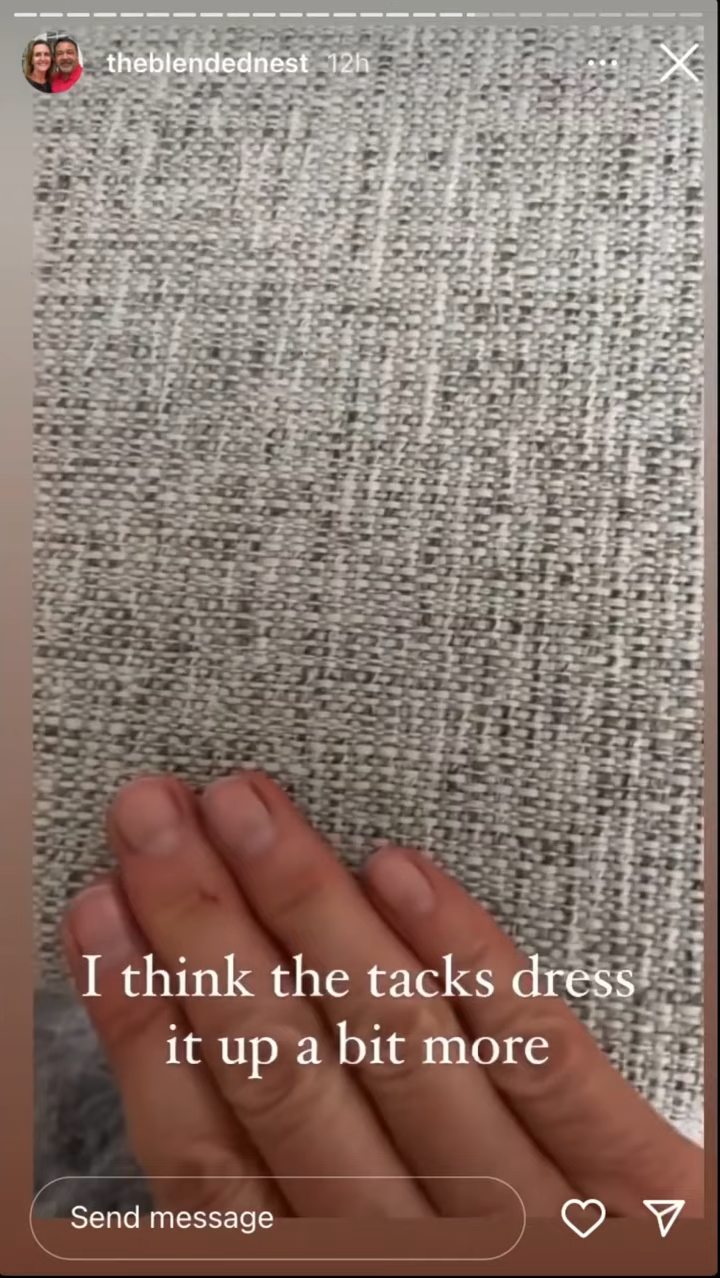 theblendednest 12h
I think the tacks dress
it up a bit more
Send message